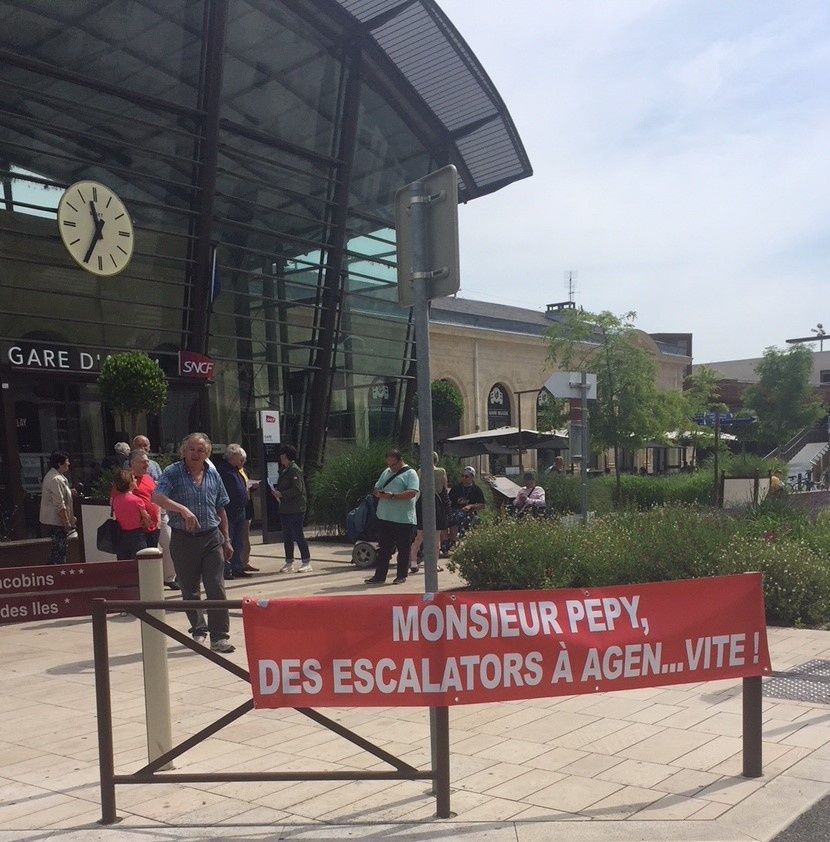 GARE D'
SNCF
MONSIEUR PEPY,
DES ESCALATORS À AGEN...VITE !
acobins ***
des Iles *